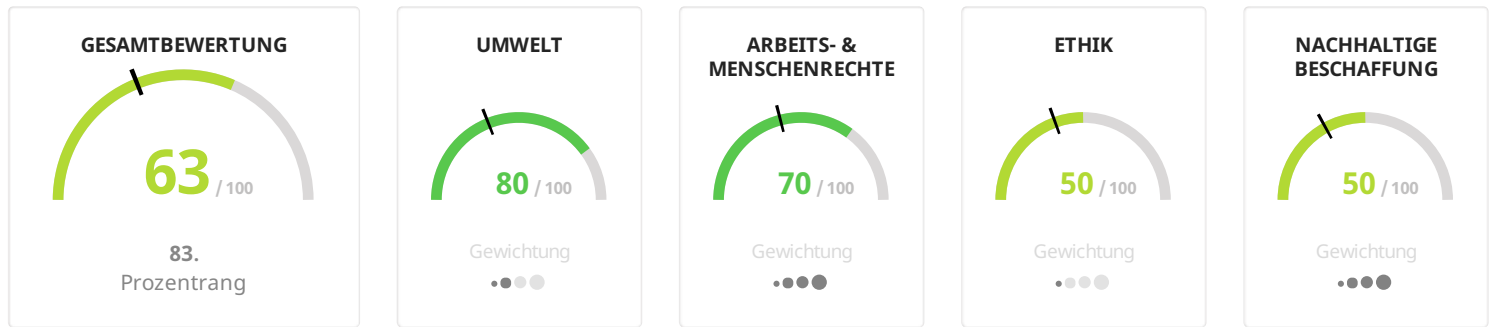 GESAMTBEWERTUNG
63 / 100
83.
Prozentrang
UMWELT
80 / 100
Gewichtung
ARBEITS- &
MENSCHENRECHTE
70 / 100
Gewichtung
ETHIK
50 / 100
Gewichtung
NACHHALTIGE
BESCHAFFUNG
50 / 100
Gewichtung